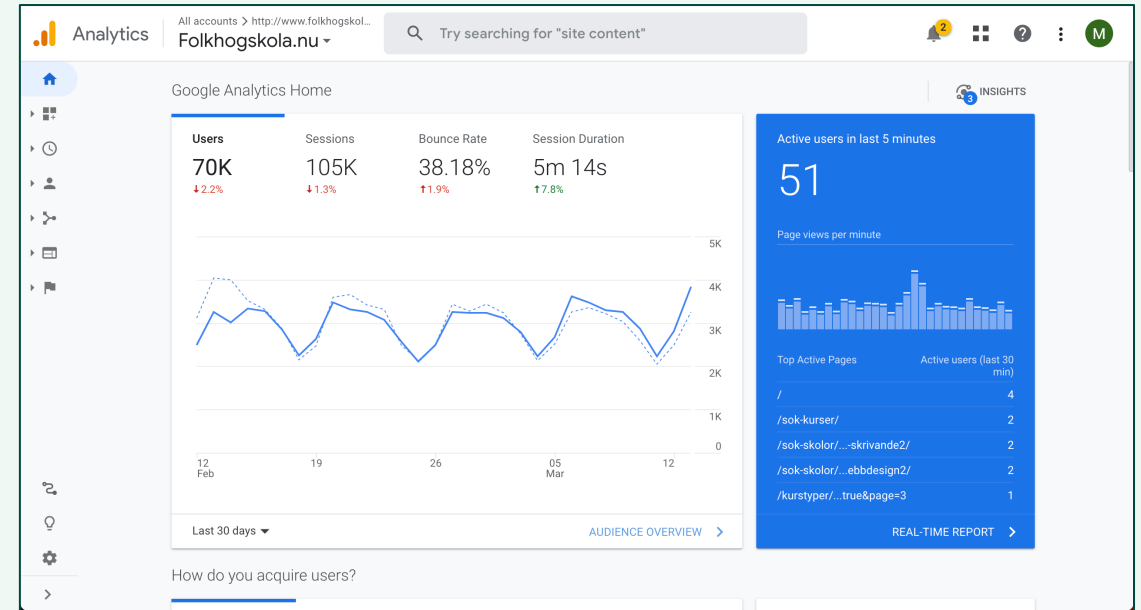 Analytics
All accounts > http://www.folkhogskol...
Folkhogskola.nu
Try searching for "site content"
2
M
Google Analytics Home
3
INSIGHTS
Users
Sessions
Bounce Rate
Session Duration
70K
105K
38.18%
5m 14s
2.2%
1.3%
1.9%
7.8%
5K
4K
3K
2K
1K
0
12
Feb
19
26
05
Mar
12
Last 30 days
AUDIENCE OVERVIEW
Active users in last 5 minutes
51
Page views per minute
Top Active Pages
Active users (last 30
min)
/ 4
/sok-kurser/ 2
/sok-skolor/...-skrivande2/ 2
/sok-skolor/...ebbdesign2/ 2
/kurstyper/...true&page=3 1
REAL-TIME REPORT
How do you acquire users?